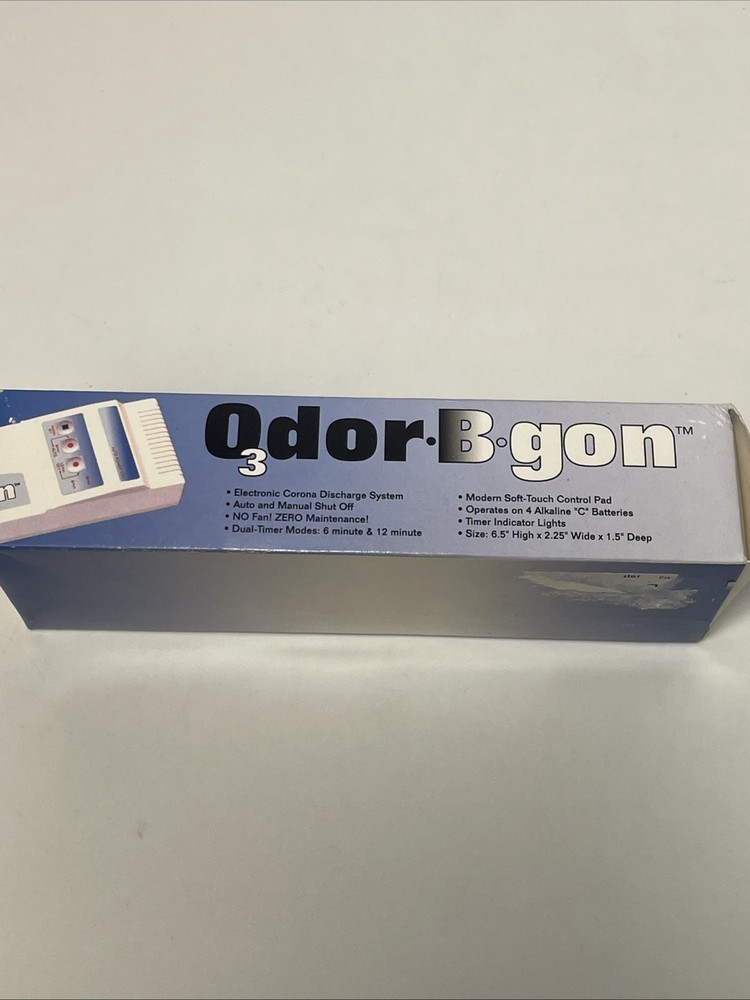 O3dor·B·gon™
• Electronic Corona Discharge System
• Auto and Manual Shut Off
• NO Fan! ZERO Maintenance!
• Dual-Timer Modes: 6 minute & 12 minute
• Modern Soft-Touch Control Pad
• Operates on 4 Alkaline "C" Batteries
• Timer Indicator Lights
• Size: 6.5" High x 2.25" Wide x 1.5" Deep
n™